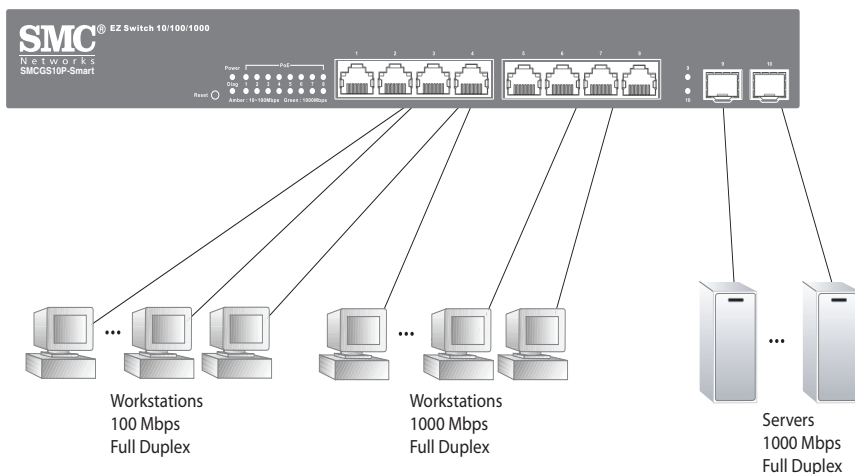 SMC® EZ Switch 10/100/1000
Networks
SMCGS10P-Smart
PoE
Power
Diag 1 2 3 4 5 6 7 8
Reset
Amber : 10~100Mbps Green : 1000Mbps
1 2 3 4 5 6 7 8
9
10
9 10
... ... ...
Workstations
100 Mbps
Full Duplex
Workstations
1000 Mbps
Full Duplex
Servers
1000 Mbps
Full Duplex